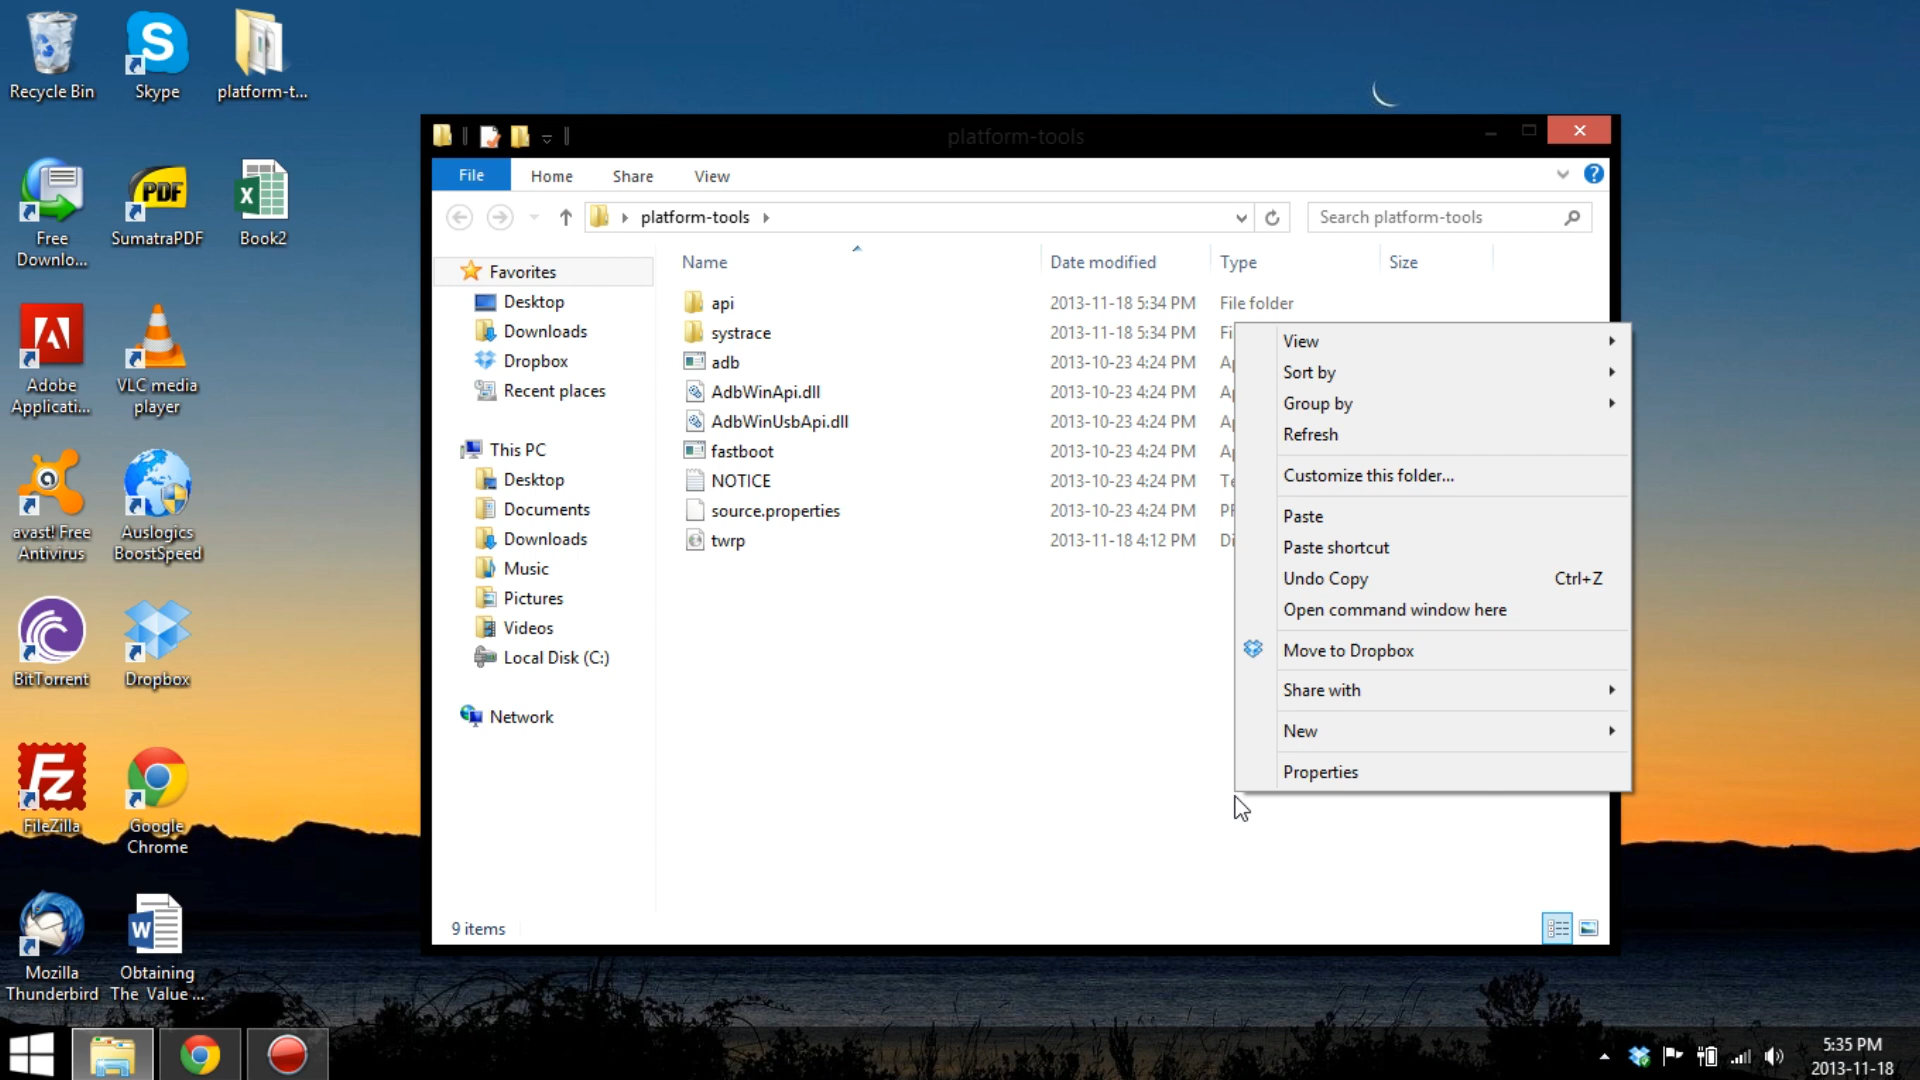 Recycle Bin
Skype
platform-t...
Free
Downlo...
SumatraPDF
Book2
Adobe
Applicati...
VLC media
player
avast! Free
Antivirus
Auslogics
BoostSpeed
BitTorrent
Dropbox
FileZilla
Google
Chrome
Mozilla
Thunderbird
Obtaining
The Value ...
platform-tools
File
Home
Share
View
platform-tools
Search platform-tools
Name
Date modified
Type
Size
Favorites
Desktop
Downloads
Dropbox
Recent places
This PC
Desktop
Documents
Downloads
Music
Pictures
Videos
Local Disk (C:)
Network
api 2013-11-18 5:34 PM File folder
systrace 2013-11-18 5:34 PM Fi
adb 2013-10-23 4:24 PM A
AdbWinApi.dll 2013-10-23 4:24 PM A
AdbWinUsbApi.dll 2013-10-23 4:24 PM A
fastboot 2013-10-23 4:24 PM A
NOTICE 2013-10-23 4:24 PM Te
source.properties 2013-10-23 4:24 PM PF
twrp 2013-11-18 4:12 PM Di
View
Sort by
Group by
Refresh
Customize this folder...
Paste
Paste shortcut
Undo Copy Ctrl+Z
Open command window here
Move to Dropbox
Share with
New
Properties
9 items
5:35 PM
2013-11-18